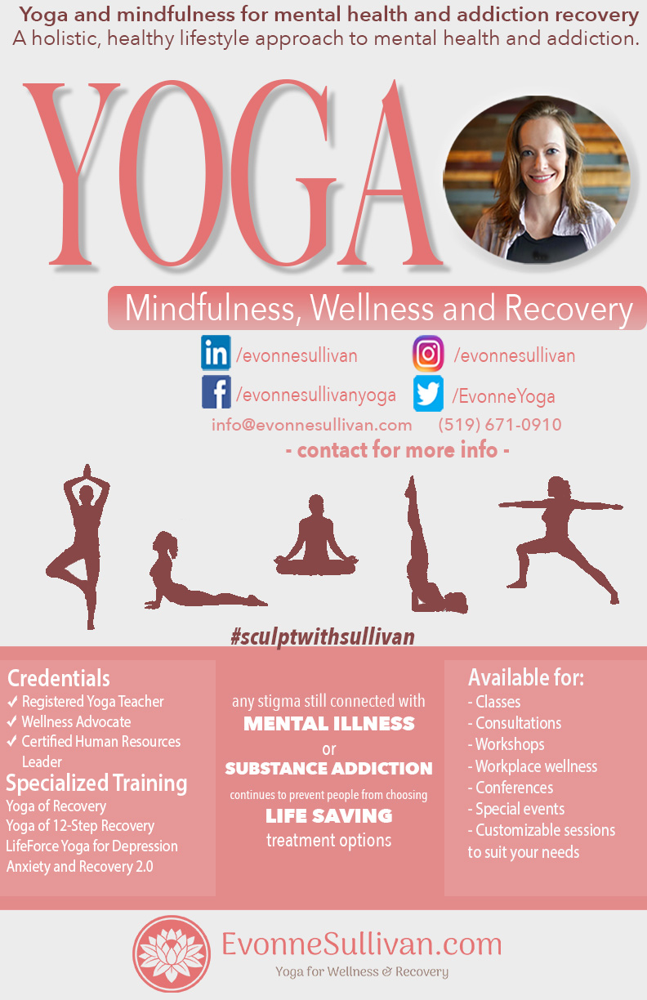 Yoga and mindfulness for mental health and addiction recovery
A holistic, healthy lifestyle approach to mental health and addiction.
YOGA
Mindfulness, Wellness and Recovery
in /evonnesullivan
/evonnesullivan
f /evonnesullivanyoga
/EvonneYoga
info@evonnesullivan.com (519) 671-0910
- contact for more info -
#sculptwithsullivan
Credentials
✓ Registered Yoga Teacher
✓ Wellness Advocate
✓ Certified Human Resources
Leader
Specialized Training
Yoga of Recovery
Yoga of 12-Step Recovery
LifeForce Yoga for Depression
Anxiety and Recovery 2.0
any stigma still connected with
MENTAL ILLNESS
or
SUBSTANCE ADDICTION
continues to prevent people from choosing
LIFE SAVING
treatment options
Available for:
- Classes
- Consultations
- Workshops
- Workplace wellness
- Conferences
- Special events
- Customizable sessions
to suit your needs
EvonneSullivan.com
Yoga for Wellness & Recovery